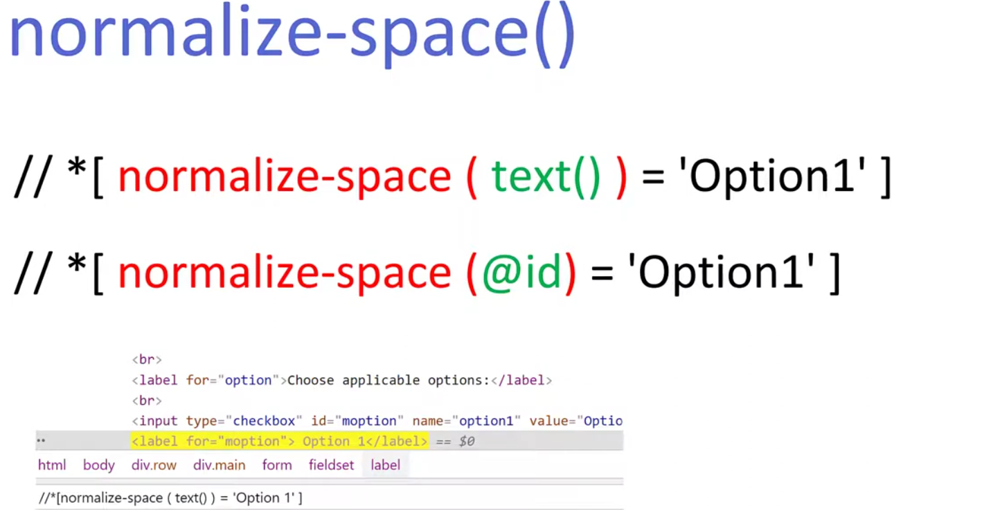 normalize-space()
// *[ normalize-space ( text() ) = 'Option1' ]
// *[ normalize-space (@id) = 'Option1' ]
<br>
<label for="option">Choose applicable options:</label>
<br>
<input type="checkbox" id="moption" name="option1" value="Optio
<label for="moption"> Option 1</label> == $0
html body div.row div.main form fieldset label
//*[normalize-space ( text() ) = 'Option 1' ]